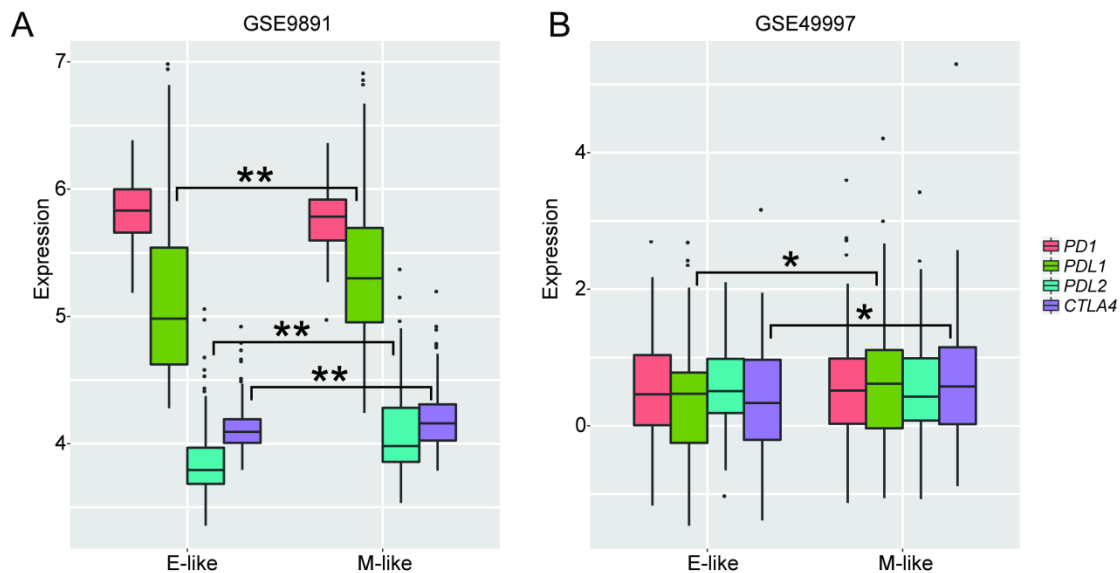 A
GSE9891
Expression
7
6
5
4
**
**
**
E-like
M-like
B
GSE49997
Expression
4
2
0
*
*
E-like
M-like
PD1
PDL1
PDL2
CTLA4